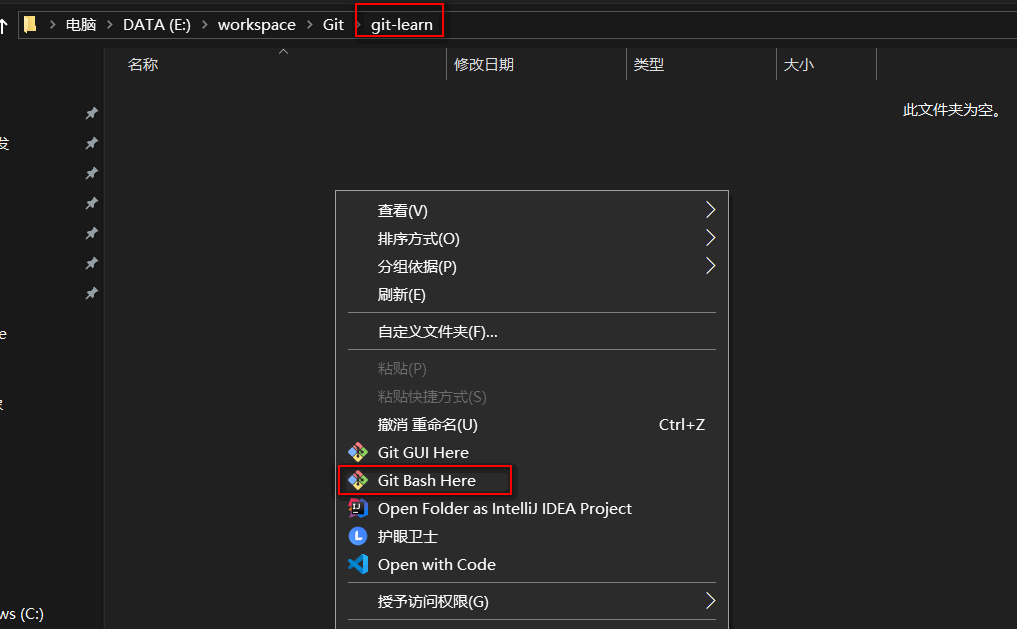 电脑 DATA (E:) workspace Git git-learn
名称 修改日期 类型 大小
此文件夹为空。
发
e
ws (C:)
查看(V)
排序方式(O)
分组依据(P)
刷新(E)
自定义文件夹(F)...
粘贴(P)
粘贴快捷方式(S)
撤消 重命名(U) Ctrl+Z
Git GUI Here
Git Bash Here
Open Folder as IntelliJ IDEA Project
护眼卫士
Open with Code
授予访问权限(G)